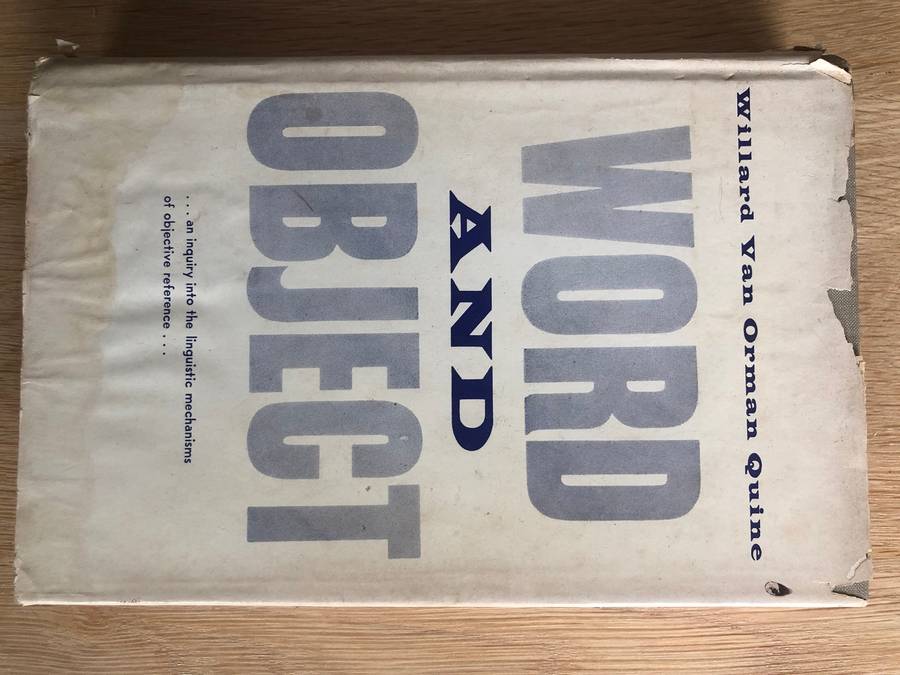 Willard Van Orman Quine
WORD
AND
OBJECT
. . . an inquiry into the linguistic mechanisms
of objective reference . . .